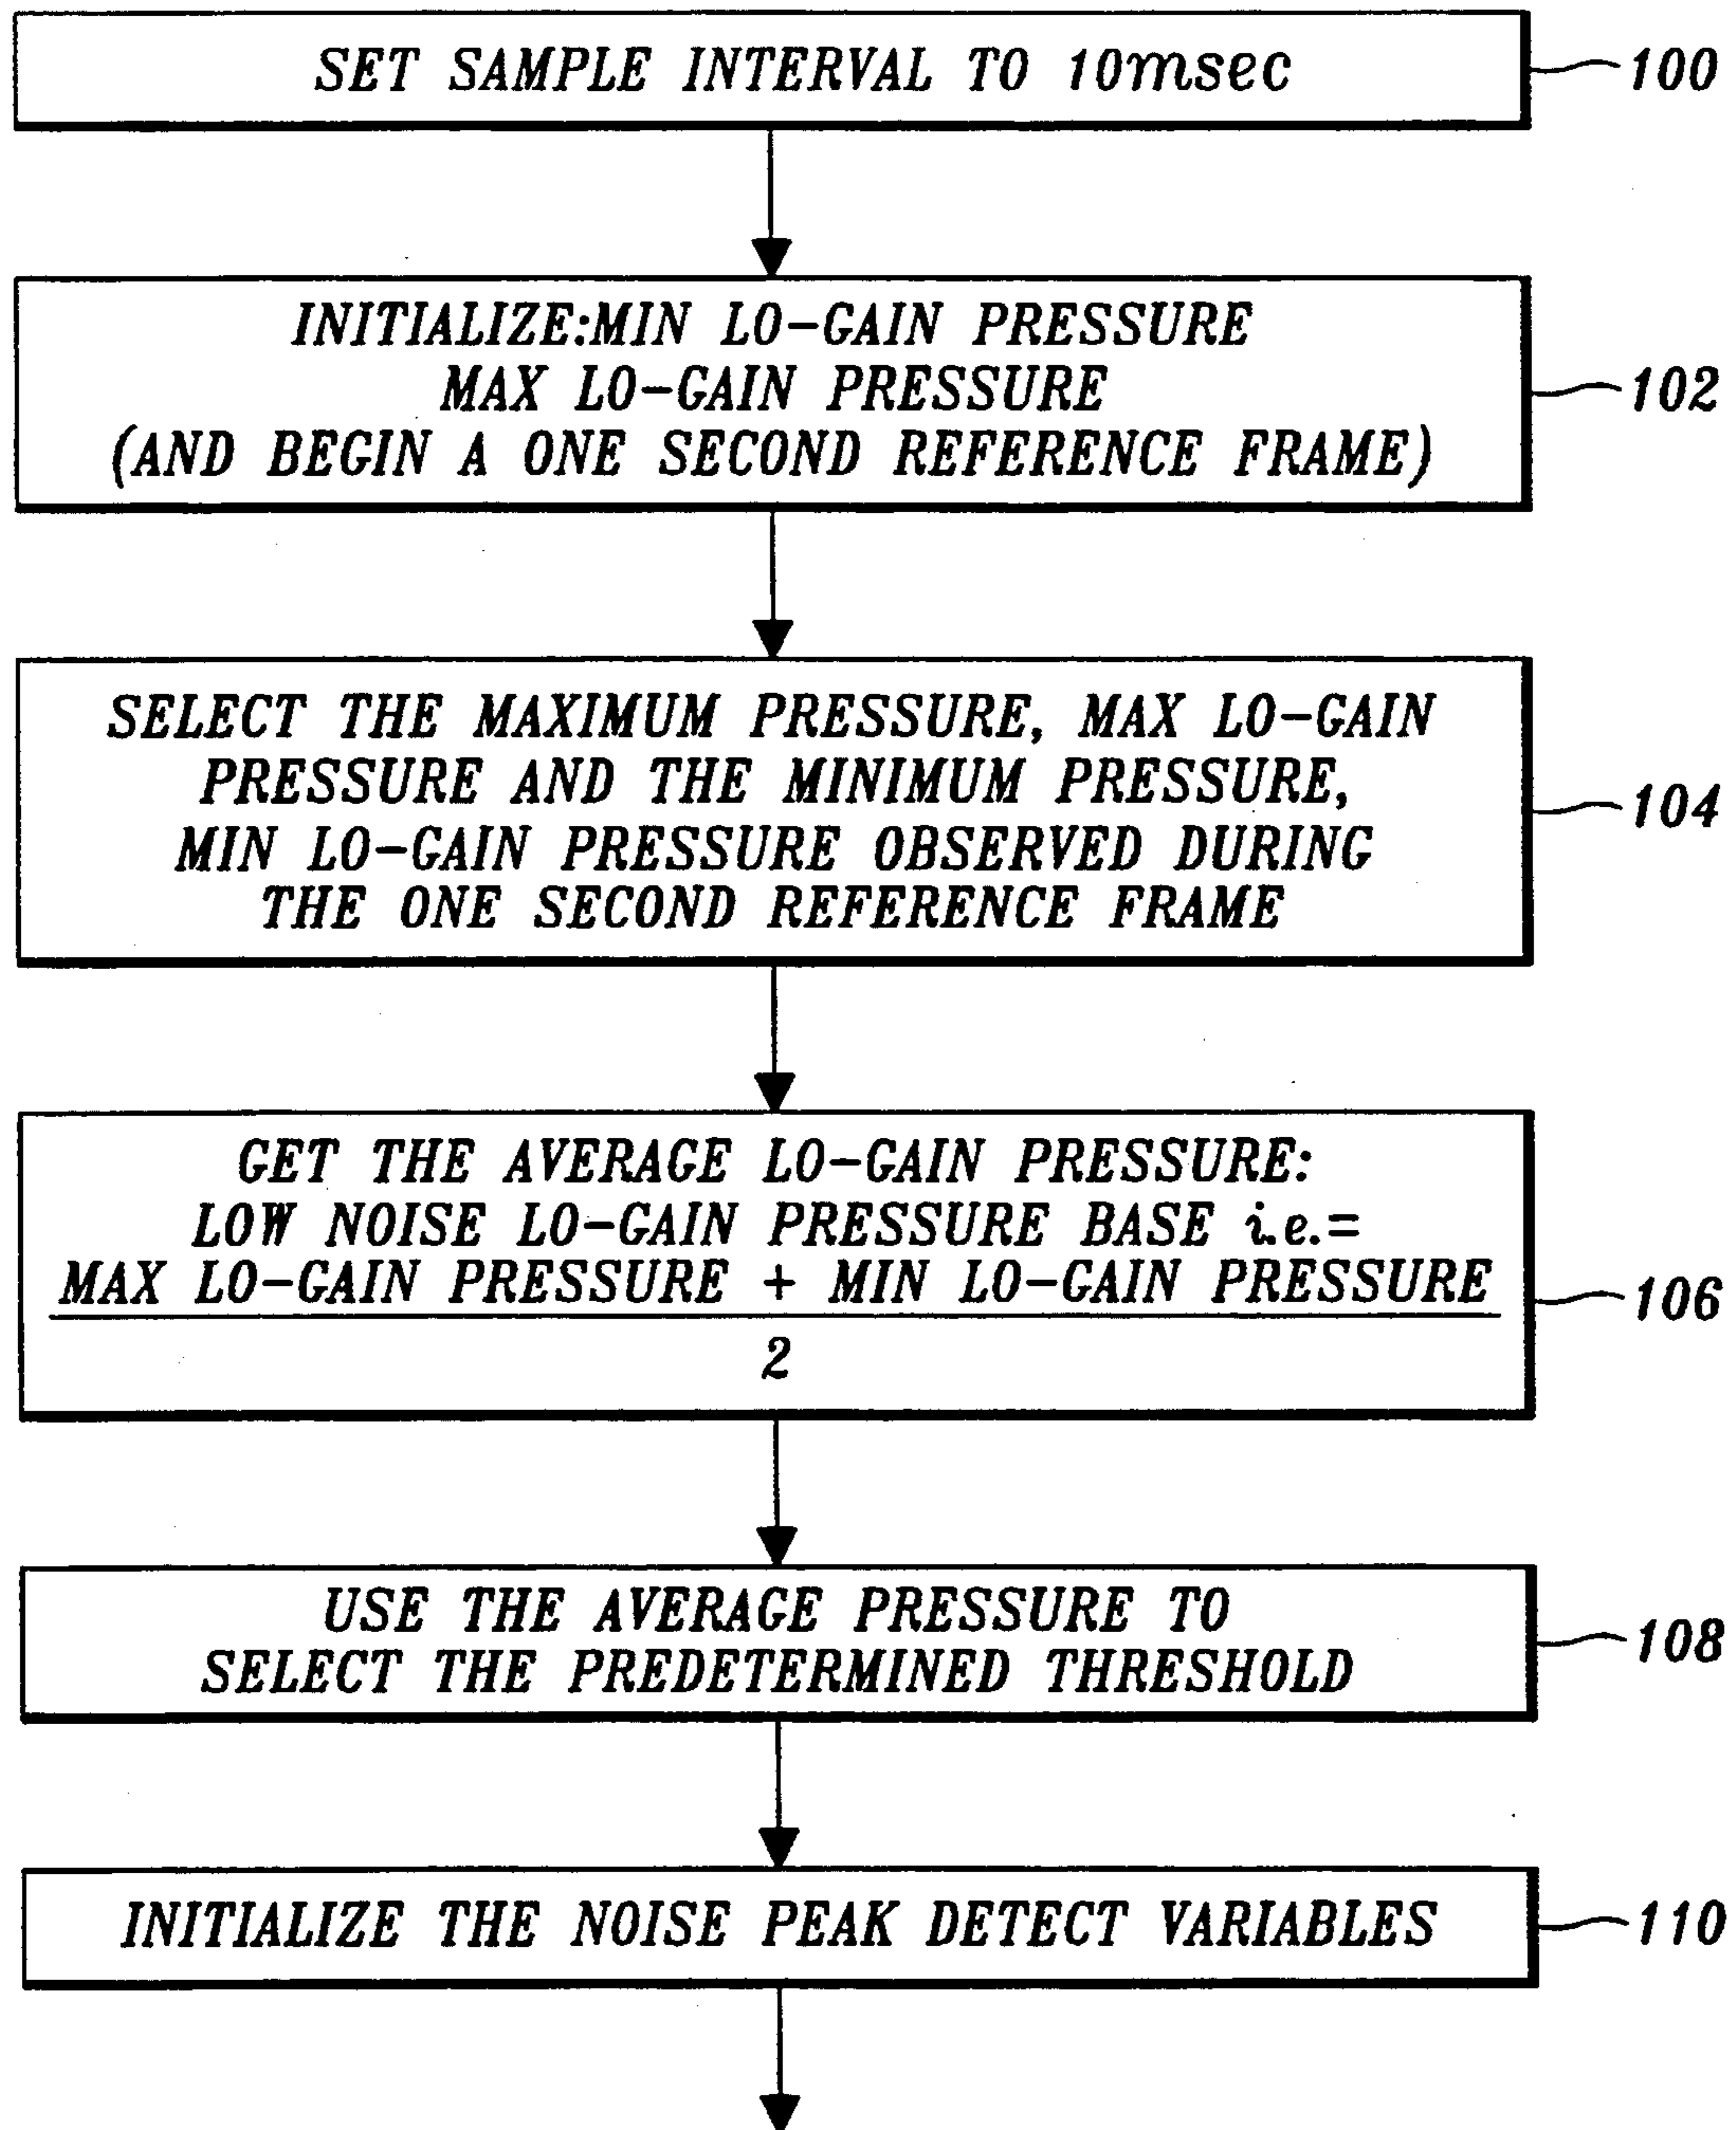 SET SAMPLE INTERVAL TO 10msec
100
INITIALIZE:MIN LO-GAIN PRESSURE
MAX LO-GAIN PRESSURE
(AND BEGIN A ONE SECOND REFERENCE FRAME)
102
SELECT THE MAXIMUM PRESSURE, MAX LO-GAIN
PRESSURE AND THE MINIMUM PRESSURE,
MIN LO-GAIN PRESSURE OBSERVED DURING
THE ONE SECOND REFERENCE FRAME
104
GET THE AVERAGE LO-GAIN PRESSURE:
LOW NOISE LO-GAIN PRESSURE BASE i.e.=
MAX LO-GAIN PRESSURE + MIN LO-GAIN PRESSURE
2
106
USE THE AVERAGE PRESSURE TO
SELECT THE PREDETERMINED THRESHOLD
108
INITIALIZE THE NOISE PEAK DETECT VARIABLES
110